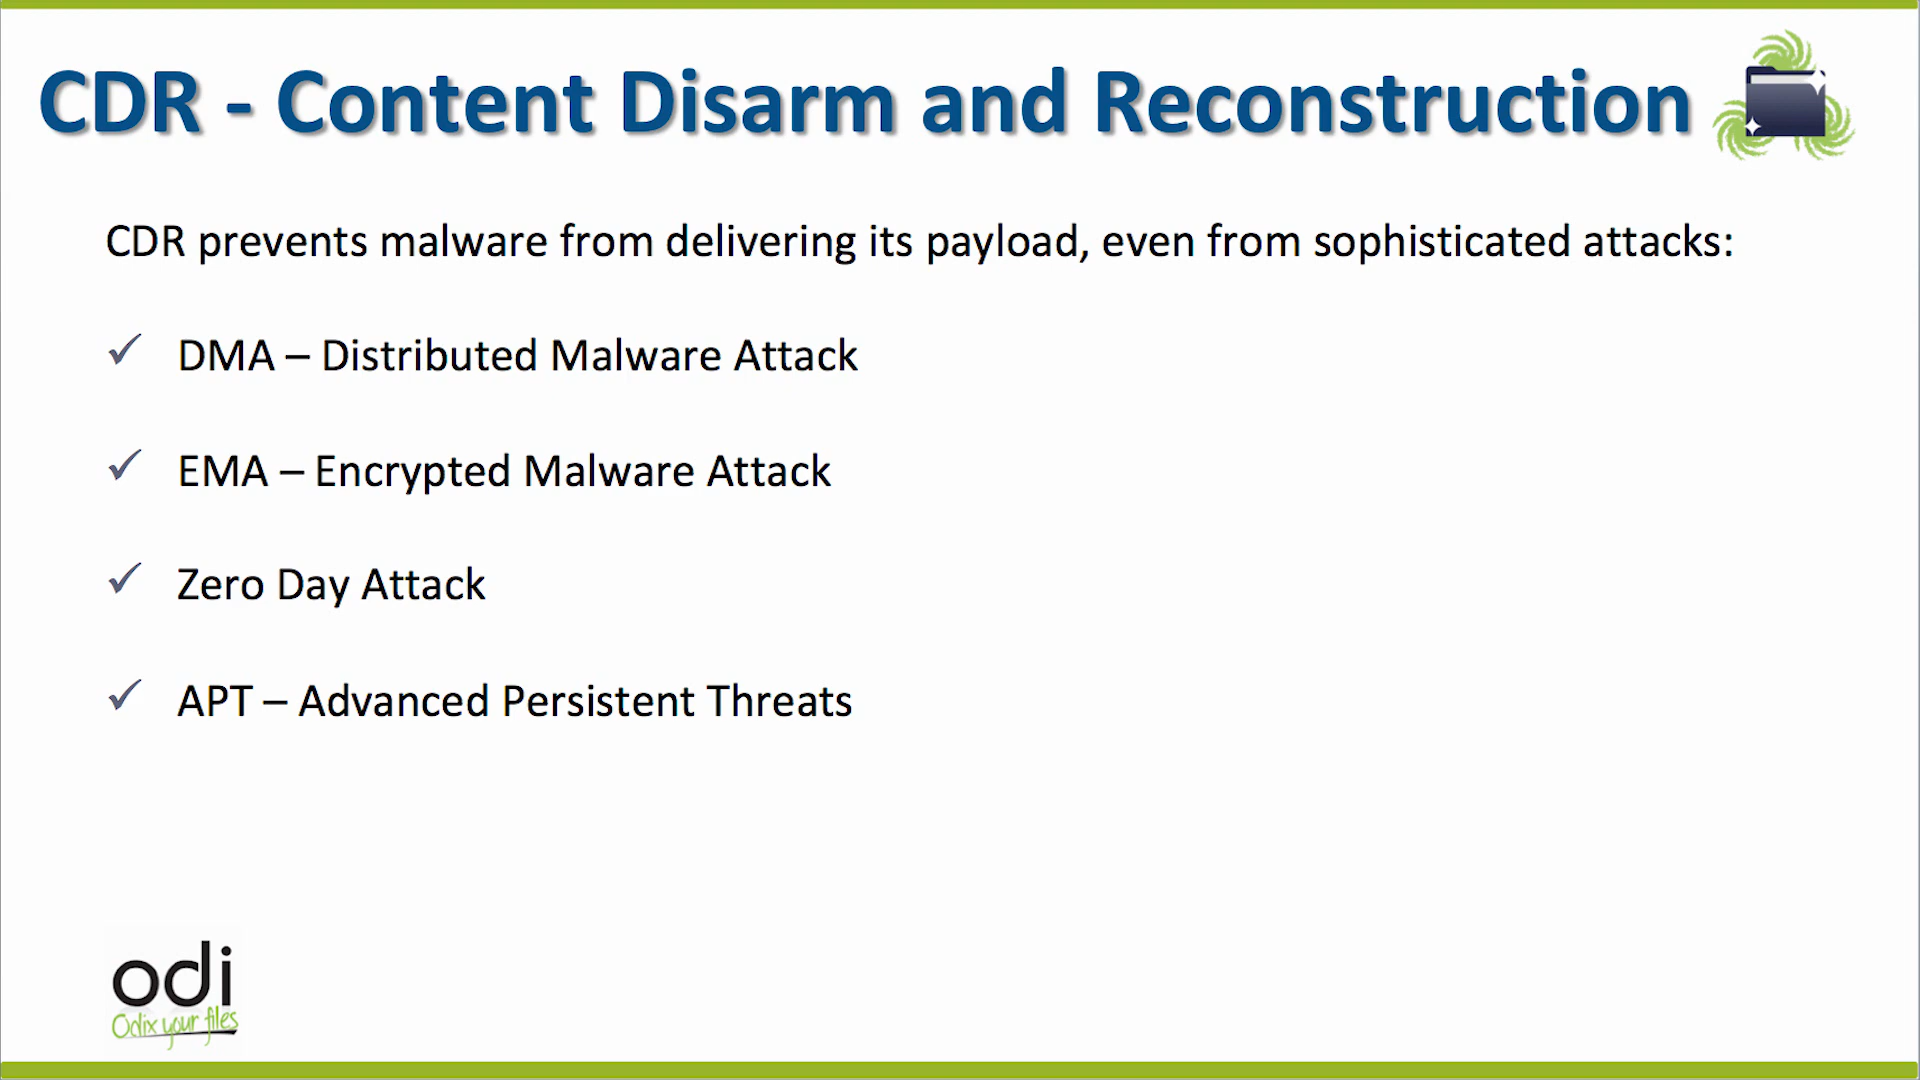 CDR - Content Disarm and Reconstruction
CDR prevents malware from delivering its payload, even from sophisticated attacks:
✓ DMA – Distributed Malware Attack
✓ EMA – Encrypted Malware Attack
✓ Zero Day Attack
✓ APT – Advanced Persistent Threats
odi
Odix your files